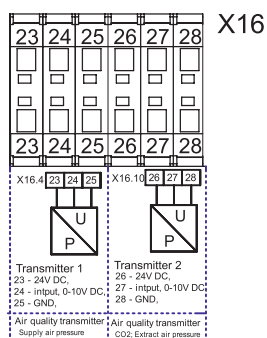 X16
23 24 25 26 27 28
23 24 25 26 27 28
X16.4 23 24 25
X16.10 26 27 28
U
P
U
P
Transmitter 1
23 - 24V DC,
24 - intput, 0-10V DC,
25 - GND,
Transmitter 2
26 - 24V DC,
27 - intput, 0-10V DC,
28 - GND,
Air quality transmitter
Supply air pressure
Air quality transmitter
CO2; Extract air pressure